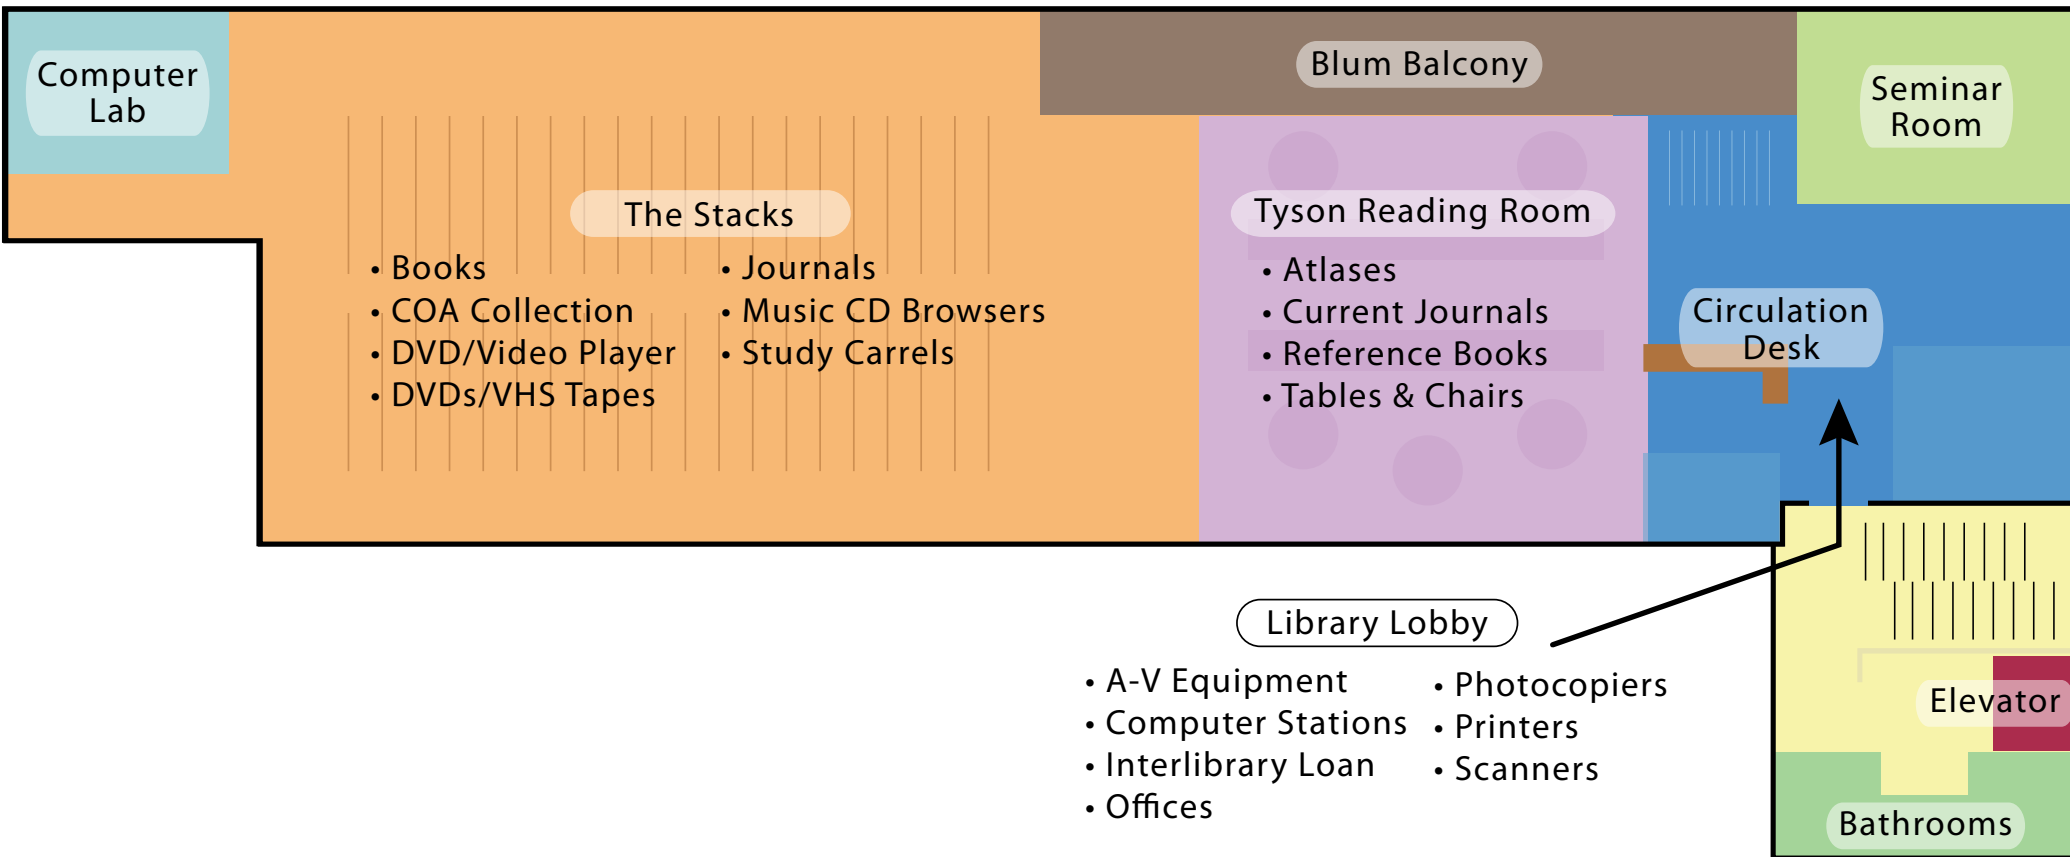 Computer
Lab
Blum Balcony
Seminar
Room
The Stacks
• Books
• COA Collection
• DVD/Video Player
• DVDs/VHS Tapes
• Journals
• Music CD Browsers
• Study Carrels
Tyson Reading Room
• Atlases
• Current Journals
• Reference Books
• Tables & Chairs
Circulation
Desk
Library Lobby
• A-V Equipment
• Computer Stations
• Interlibrary Loan
• Offices
• Photocopiers
• Printers
• Scanners
Elevator
Bathrooms